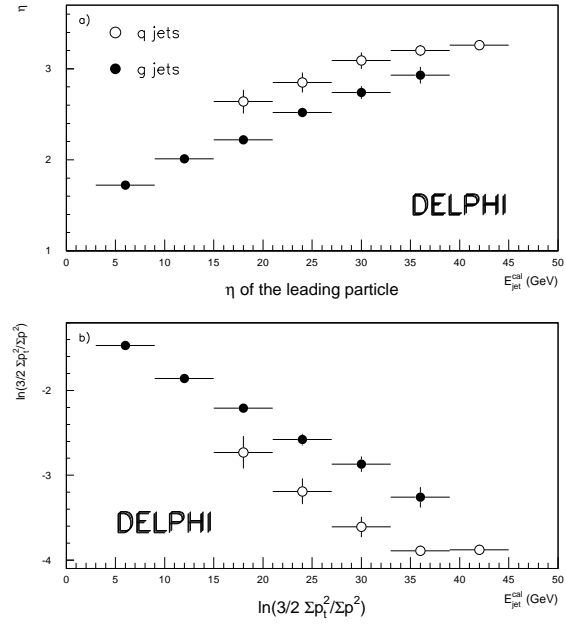 η
a)
q jets
g jets
3
2
1
DELPHI
0 5 10 15 20 25 30 35 40 45 50
η of the leading particle
E_jet^cal (GeV)
ln(3/2 Σp_t^2/Σp^2)
b)
-2
-3
-4
DELPHI
0 5 10 15 20 25 30 35 40 45 50
ln(3/2 Σp_t^2/Σp^2)
E_jet^cal (GeV)